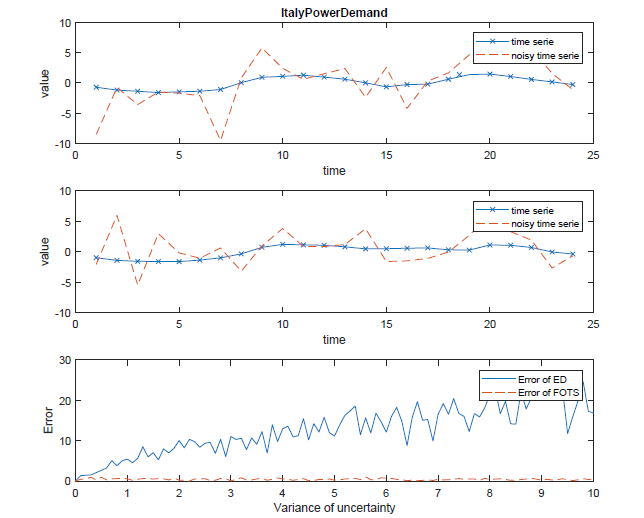 ItalyPowerDemand
10
5
0
-5
-10
value
time serie
noisy time serie
0 5 10 15 20 25
time
10
5
0
-5
-10
value
time serie
noisy time serie
0 5 10 15 20 25
time
30
20
10
0
Error
Error of ED
Error of FOTS
0 1 2 3 4 5 6 7 8 9 10
Variance of uncertainty